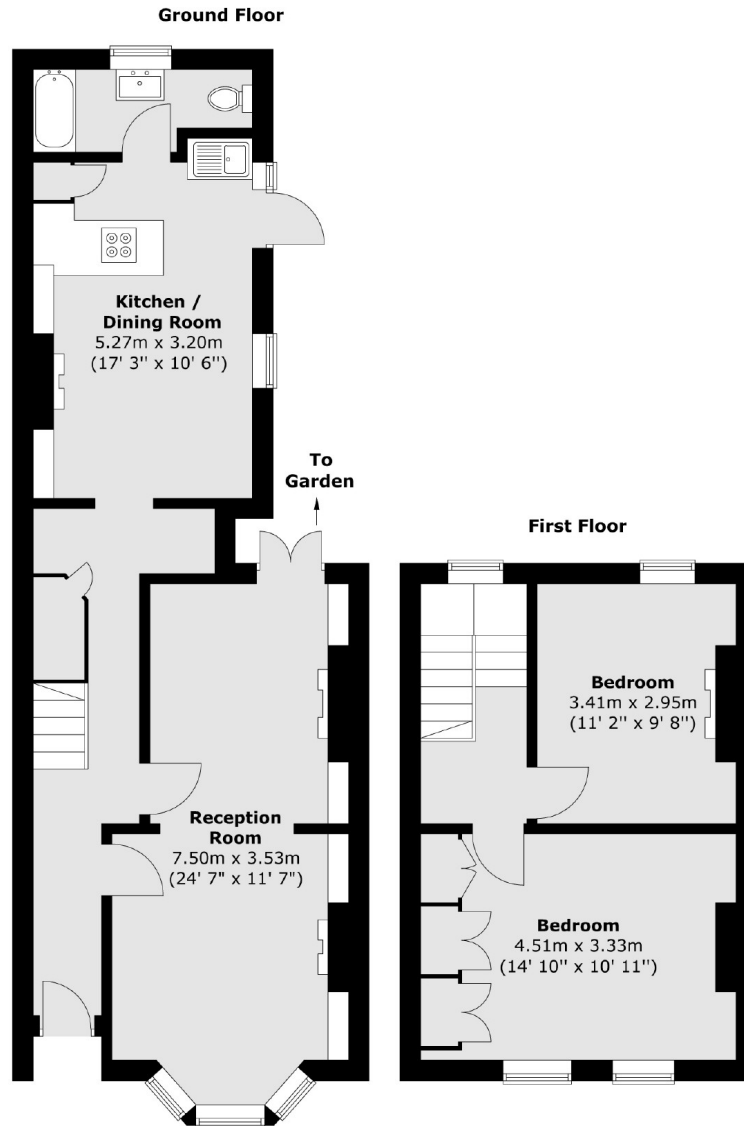 Ground Floor
Kitchen /
Dining Room
5.27m x 3.20m
(17' 3" x 10' 6")
To
Garden
Reception
Room
7.50m x 3.53m
(24' 7" x 11' 7")
First Floor
Bedroom
3.41m x 2.95m
(11' 2" x 9' 8")
Bedroom
4.51m x 3.33m
(14' 10" x 10' 11")